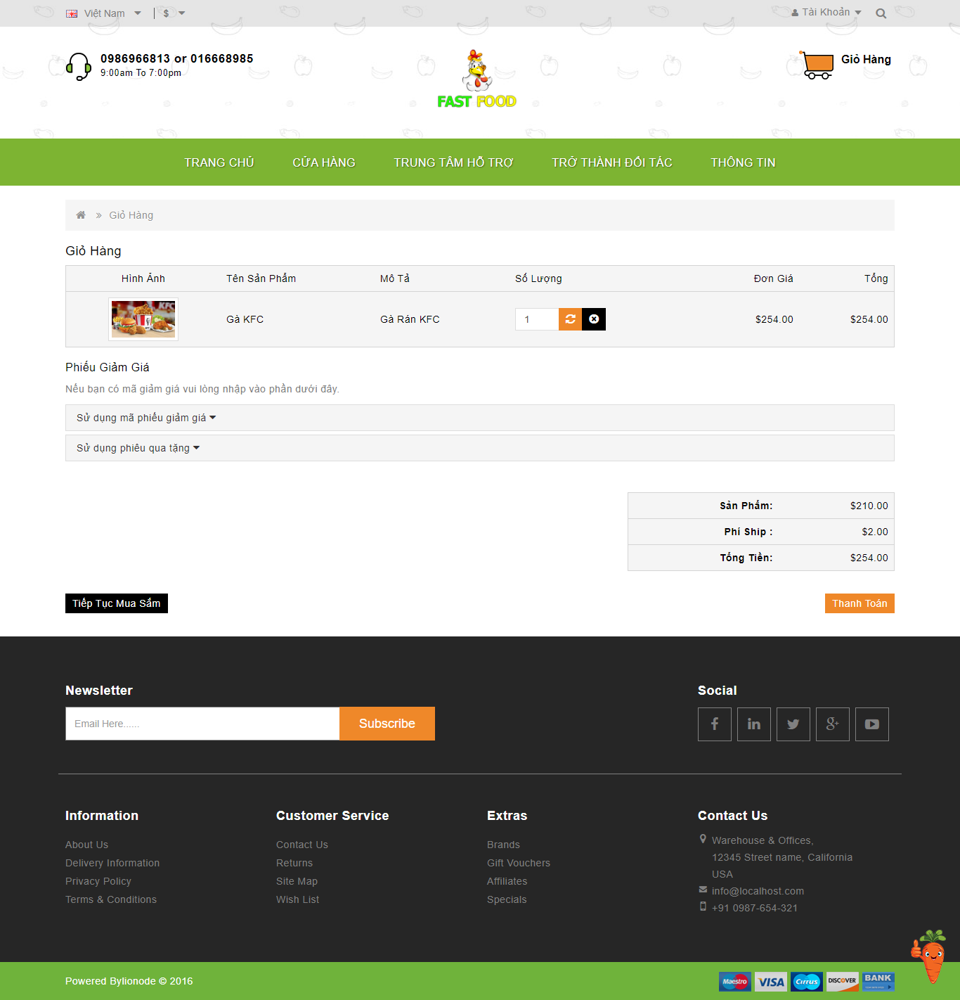 Việt Nam
$
Tài Khoản
0986966813 or 016668985
9:00am To 7:00pm
FAST FOOD
Giỏ Hàng
TRANG CHỦ
CỬA HÀNG
TRUNG TÂM HỖ TRỢ
TRỞ THÀNH ĐỐI TÁC
THÔNG TIN
Giỏ Hàng
Giỏ Hàng
Hình Ảnh
Tên Sản Phẩm
Mô Tả
Số Lượng
Đơn Giá
Tổng
KFC
Gà KFC
Gà Rán KFC
1
$254.00
$254.00
Phiếu Giảm Giá
Nếu bạn có mã giảm giá vui lòng nhập vào phần dưới đây.
Sử dụng mã phiếu giảm giá
Sử dụng phiêu qua tặng
Sản Phẩm:
$210.00
Phí Ship :
$2.00
Tổng Tiền:
$254.00
Tiếp Tục Mua Sắm
Thanh Toán
Newsletter
Email Here......
Subscribe
Social
Information
About Us
Delivery Information
Privacy Policy
Terms & Conditions
Customer Service
Contact Us
Returns
Site Map
Wish List
Extras
Brands
Gift Vouchers
Affiliates
Specials
Contact Us
Warehouse & Offices,
12345 Street name, California
USA
info@localhost.com
+91 0987-654-321
Powered Bylionode © 2016
Maestro
VISA
Cirrus
DISCOVER
BANK